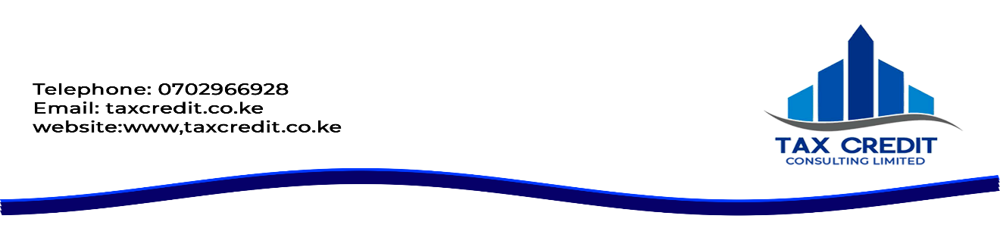 Telephone: 0702966928
Email: taxcredit.co.ke
website:www,taxcredit.co.ke
TAX CREDIT
CONSULTING LIMITED